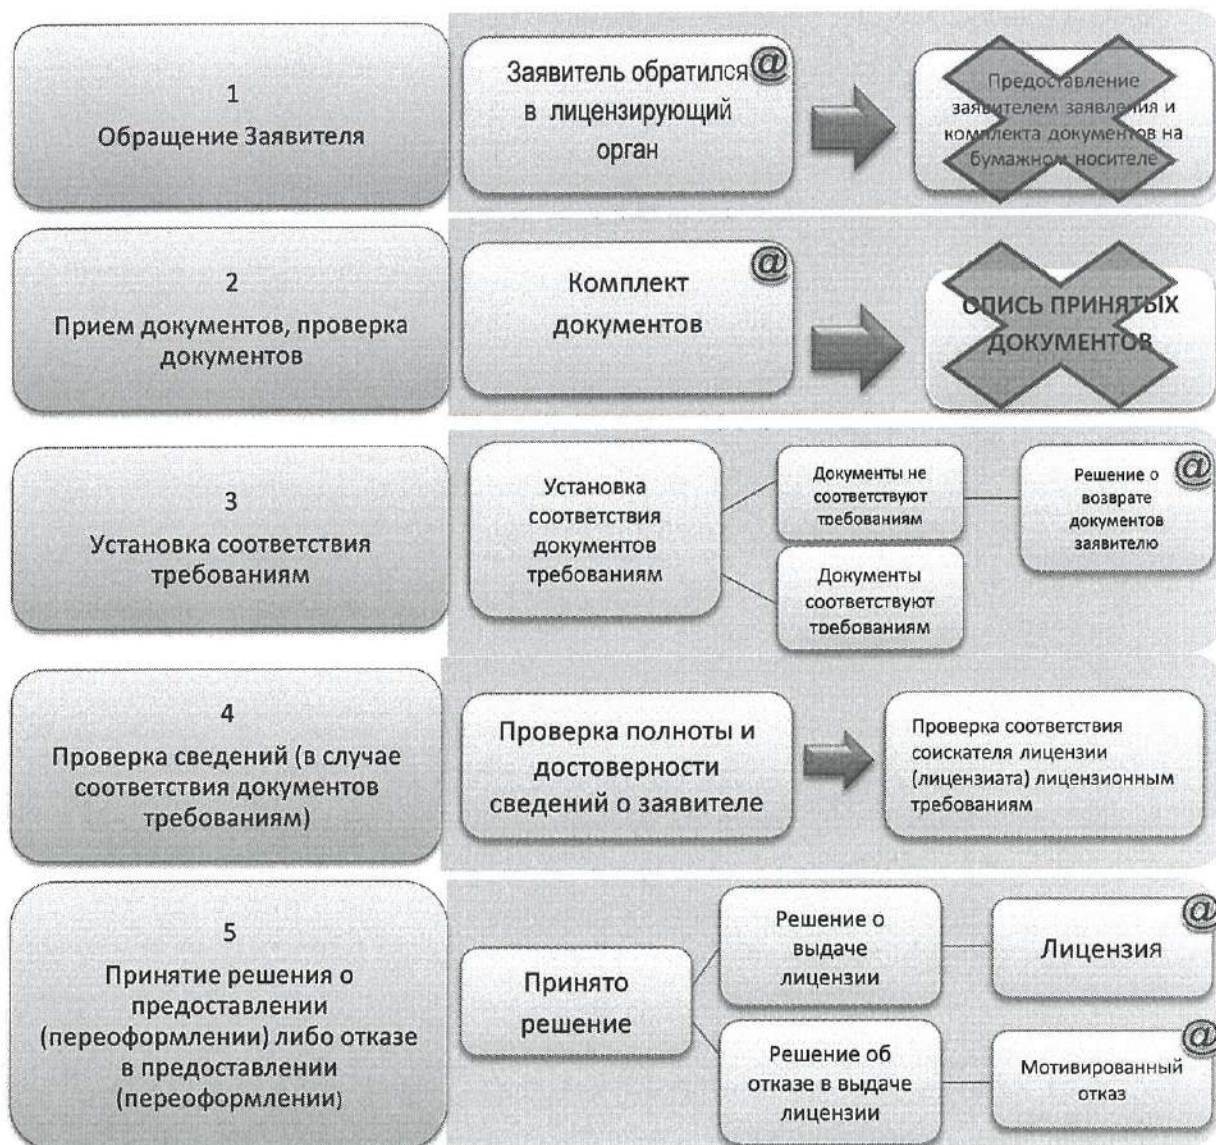 1
Обращение Заявителя
Заявитель обратился
в лицензирующий
орган
@
Предоставление
заявителем заявления и
комплекта документов на
бумажном носителе
2
Прием документов, проверка
документов
Комплект
документов
@
ОПИСЬ ПРИНЯТЫХ
ДОКУМЕНТОВ
3
Установка соответствия
требованиям
Установка
соответствия
документов
требованиям
Документы не
соответствуют
требованиям
Решение о
возврате
документов
заявителю
@
Документы
соответствуют
требованиям
4
Проверка сведений (в случае
соответствия документов
требованиям)
Проверка полноты и
достоверности
сведений о заявителе
Проверка соответствия
соискателя лицензии
(лицензиата) лицензионным
требованиям
5
Принятие решения о
предоставлении
(переоформлении) либо отказе
в предоставлении
(переоформлении)
Принято
решение
Решение о
выдаче
лицензии
Лицензия
@
Решение об
отказе в выдаче
лицензии
Мотивированный
отказ
@